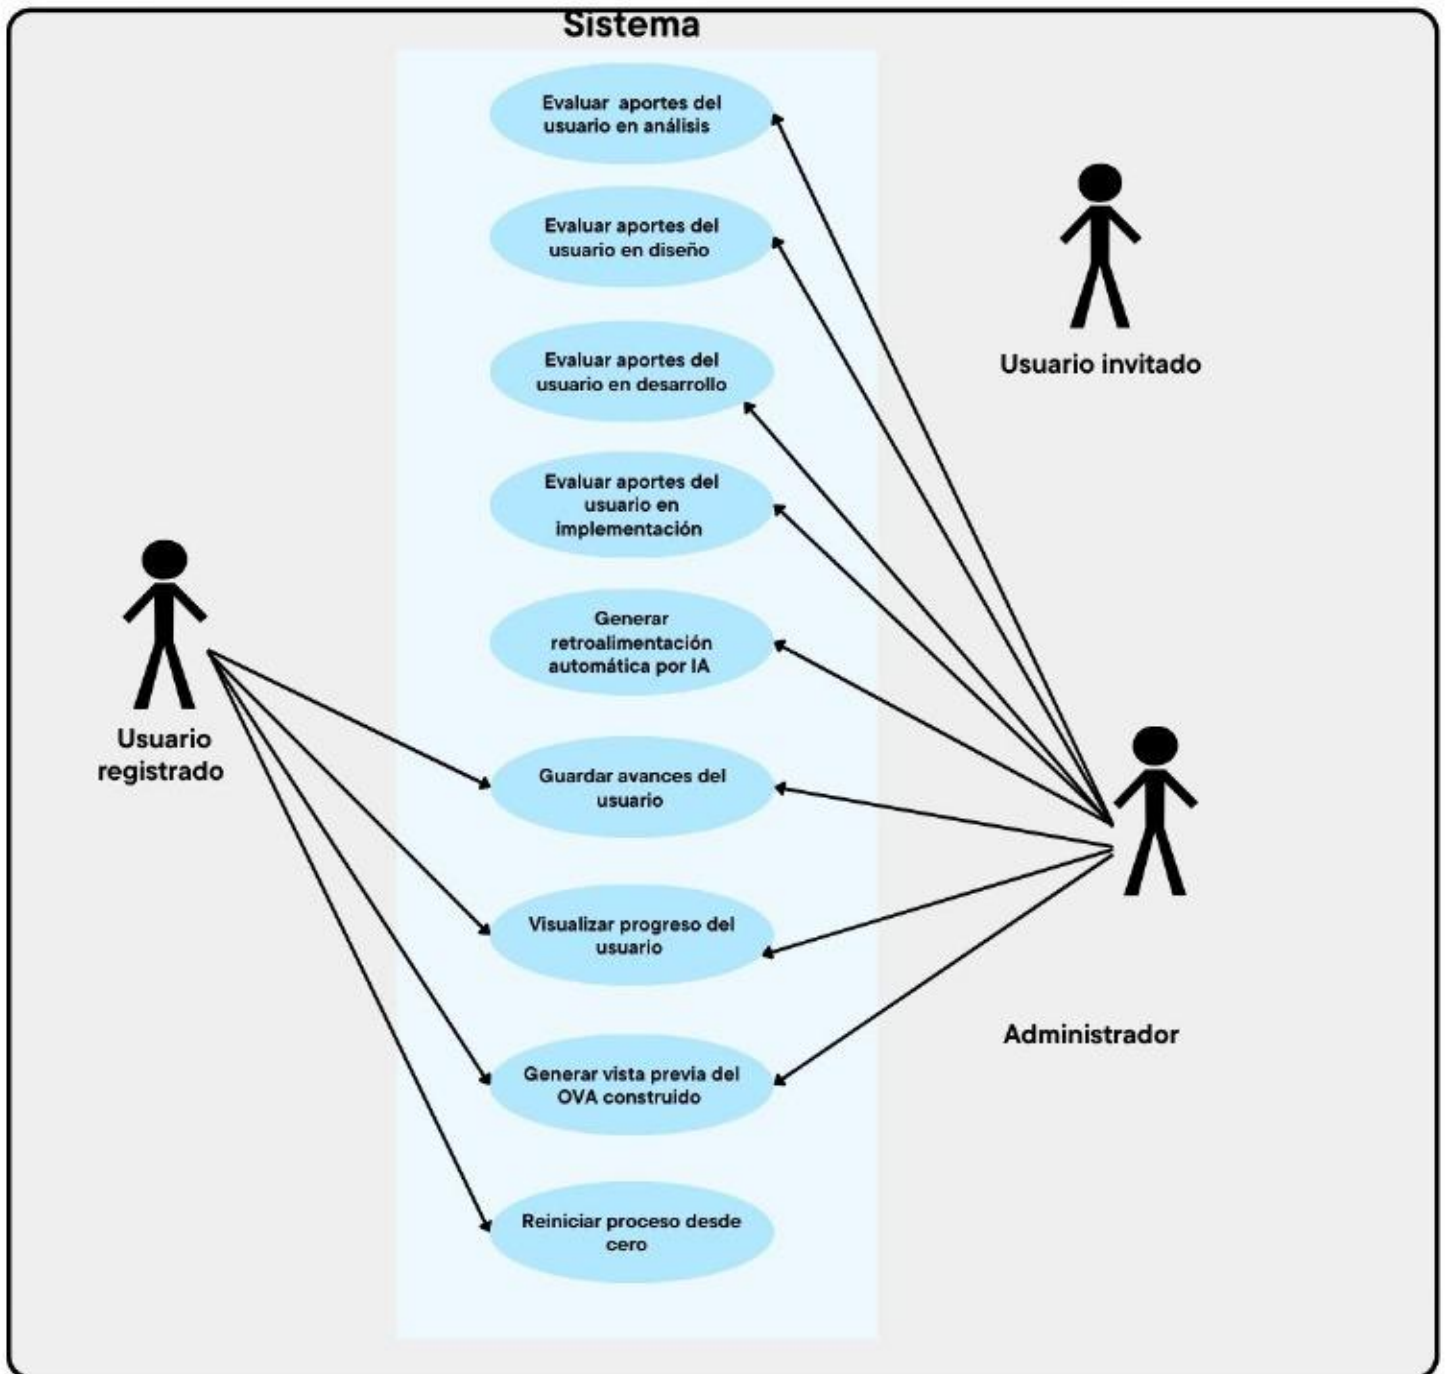 Sistema
Evaluar aportes del
usuario en análisis
Evaluar aportes del
usuario en diseño
Evaluar aportes del
usuario en desarrollo
Evaluar aportes del
usuario en
implementación
Generar
retroalimentación
automática por IA
Guardar avances del
usuario
Visualizar progreso del
usuario
Generar vista previa del
OVA construido
Reiniciar proceso desde
cero
Usuario
registrado
Usuario invitado
Administrador